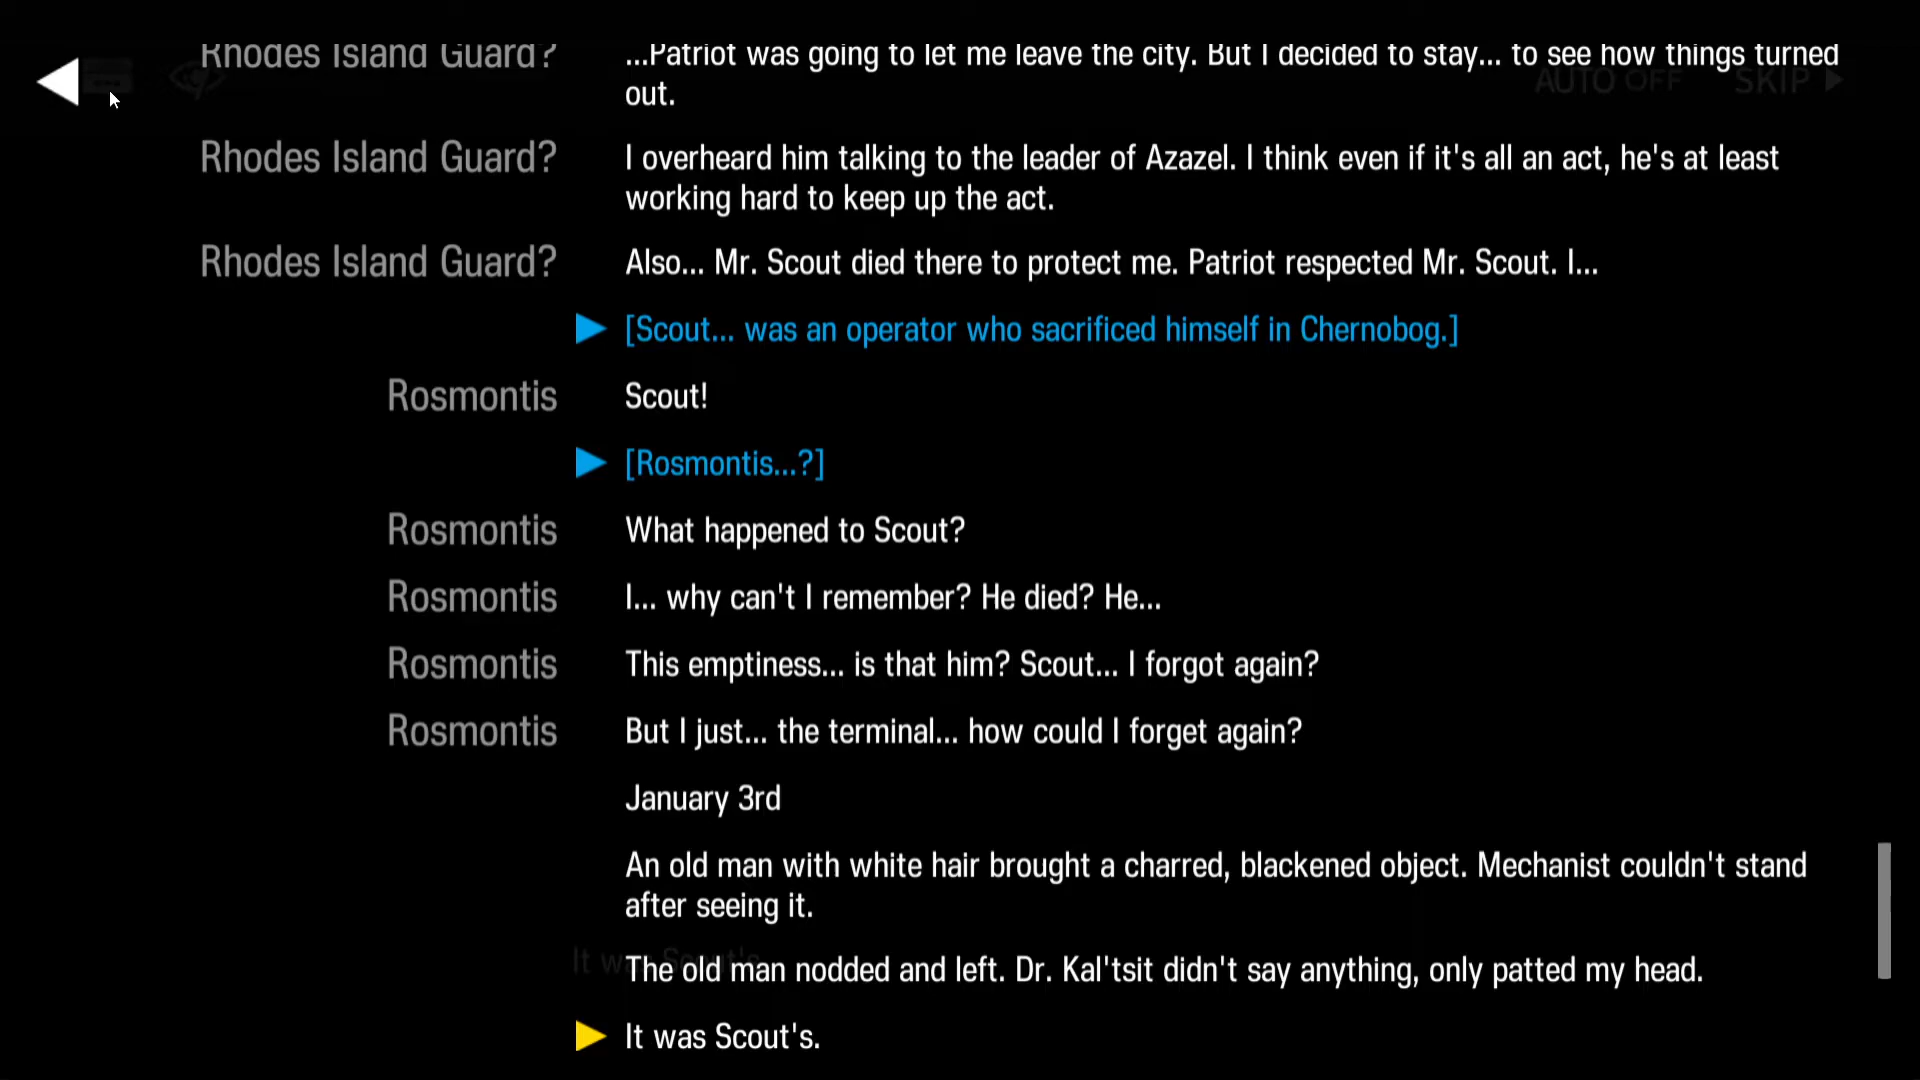 Rhodes Island Guard?
...Patriot was going to let me leave the city. But I decided to stay... to see how things turned
out.
AUTO OFF
SKIP
Rhodes Island Guard?
I overheard him talking to the leader of Azazel. I think even if it's all an act, he's at least
working hard to keep up the act.
Rhodes Island Guard?
Also... Mr. Scout died there to protect me. Patriot respected Mr. Scout. I...
[Scout... was an operator who sacrificed himself in Chernobog.]
Rosmontis
Scout!
[Rosmontis...?]
Rosmontis
What happened to Scout?
Rosmontis
I... why can't I remember? He died? He...
Rosmontis
This emptiness... is that him? Scout... I forgot again?
Rosmontis
But I just... the terminal... how could I forget again?
January 3rd
An old man with white hair brought a charred, blackened object. Mechanist couldn't stand
after seeing it.
It was Scout's.
The old man nodded and left. Dr. Kal'tsit didn't say anything, only patted my head.
It was Scout's.